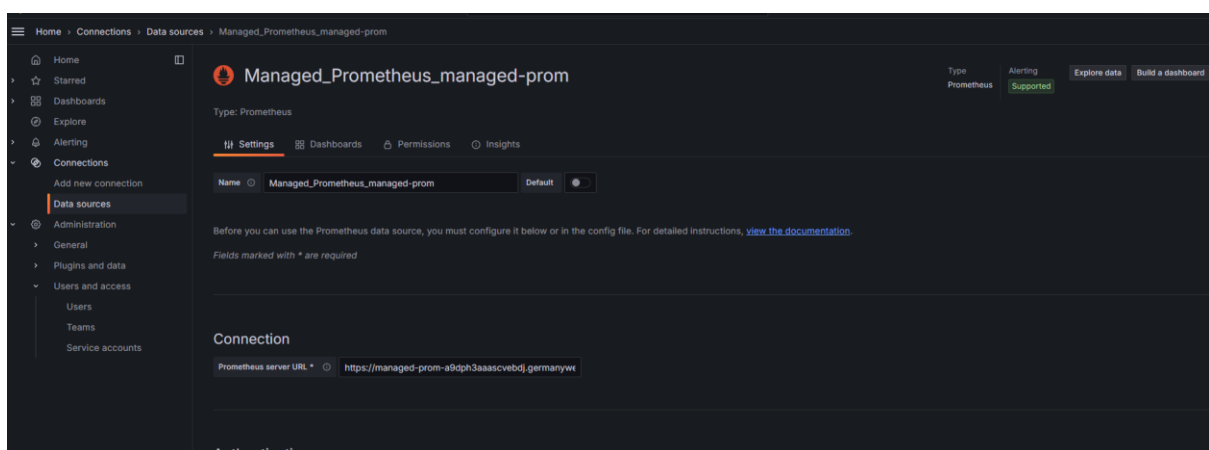 Home › Connections › Data sources › Managed_Prometheus_managed-prom
Home
Starred
Dashboards
Explore
Alerting
Connections
Add new connection
Data sources
Administration
General
Plugins and data
Users and access
Users
Teams
Service accounts
Managed_Prometheus_managed-prom
Type Alerting
Prometheus Supported
Explore data Build a dashboard
Type: Prometheus
Settings Dashboards Permissions Insights
Name Managed_Prometheus_managed-prom Default
Before you can use the Prometheus data source, you must configure it below or in the config file. For detailed instructions, view the documentation.
Fields marked with * are required
Connection
Prometheus server URL * https://managed-prom-a9dph3aaascvebdj.germanywe